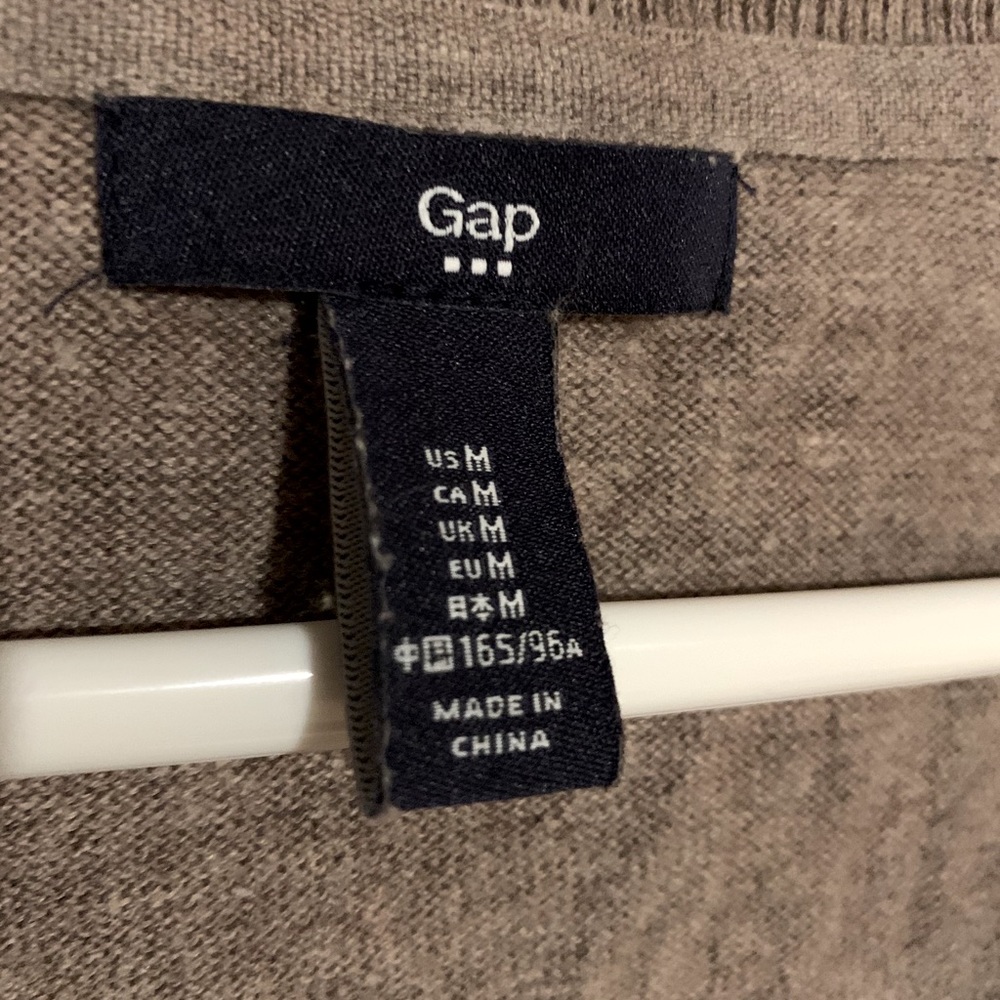 Gap
US M
CA M
UK M
EU M
日本 M
中国 165/96A
MADE IN
CHINA